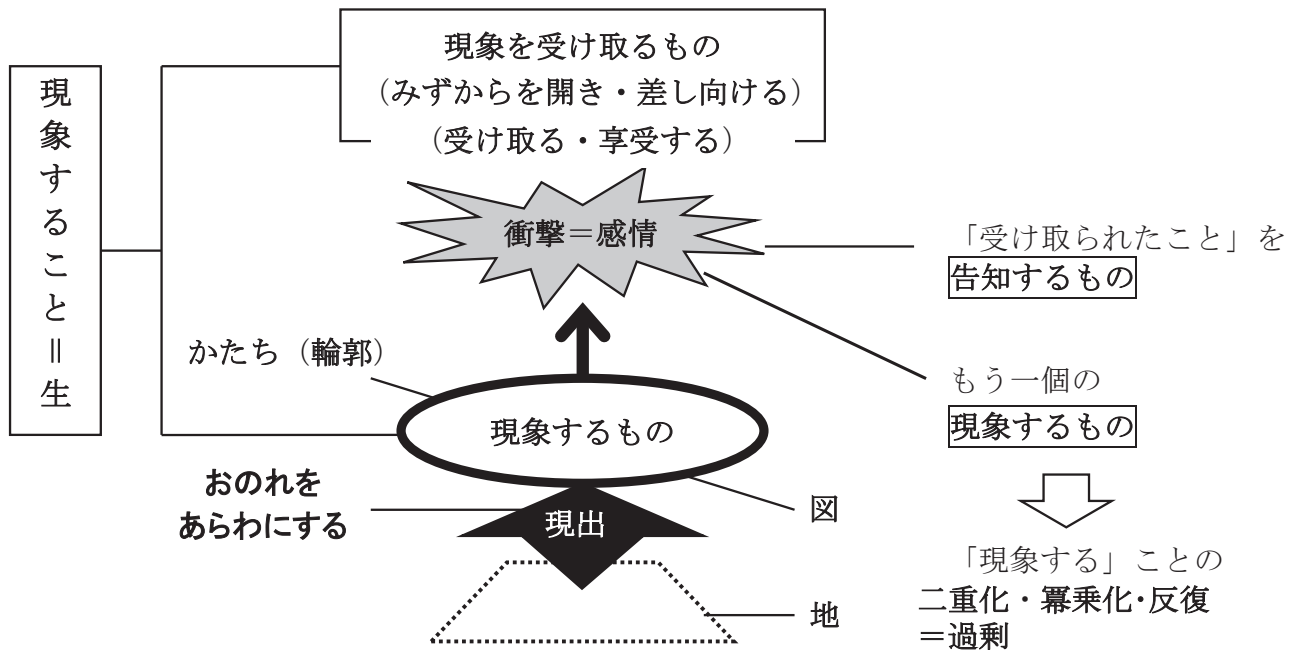 現象すること＝生
現象を受け取るもの
（みずからを開き・差し向ける）
（受け取る・享受する）
衝撃＝感情
「受け取られたこと」を
告知するもの
かたち（輪郭）
もう一個の
現象するもの
現象するもの
おのれを
あらわにする
現出
図
地
「現象する」ことの
二重化・冪乗化・反復
＝過剰